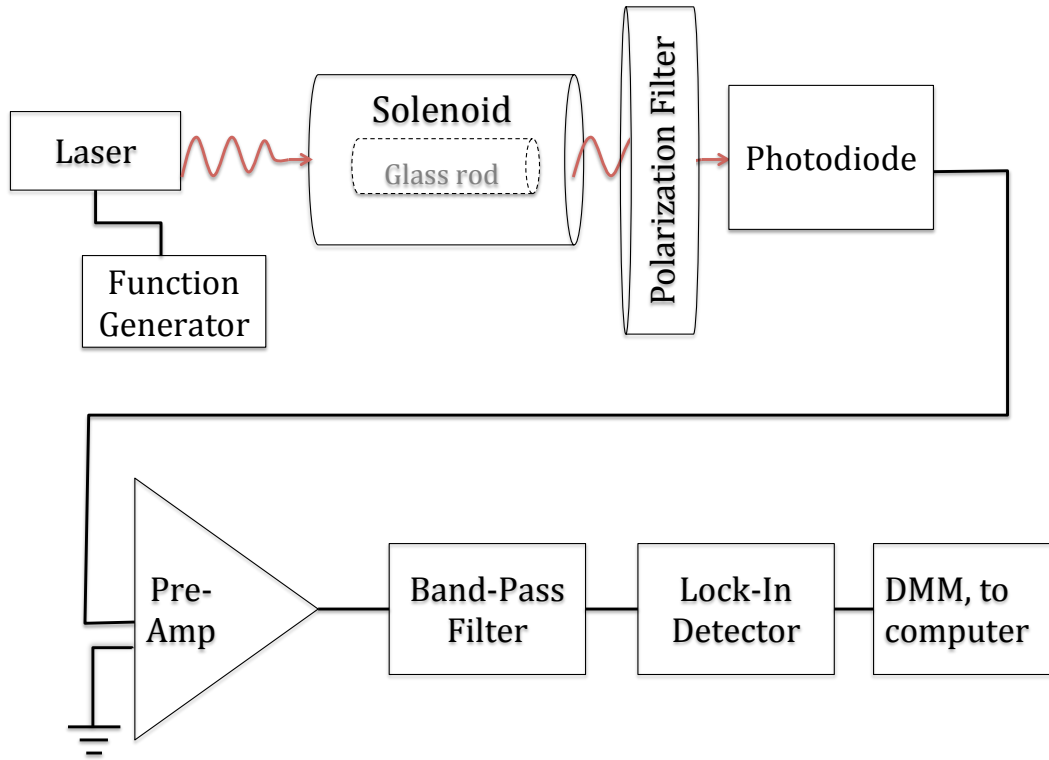 Laser
Function
Generator
Solenoid
Glass rod
Polarization Filter
Photodiode
Pre-
Amp
Band-Pass
Filter
Lock-In
Detector
DMM, to
computer